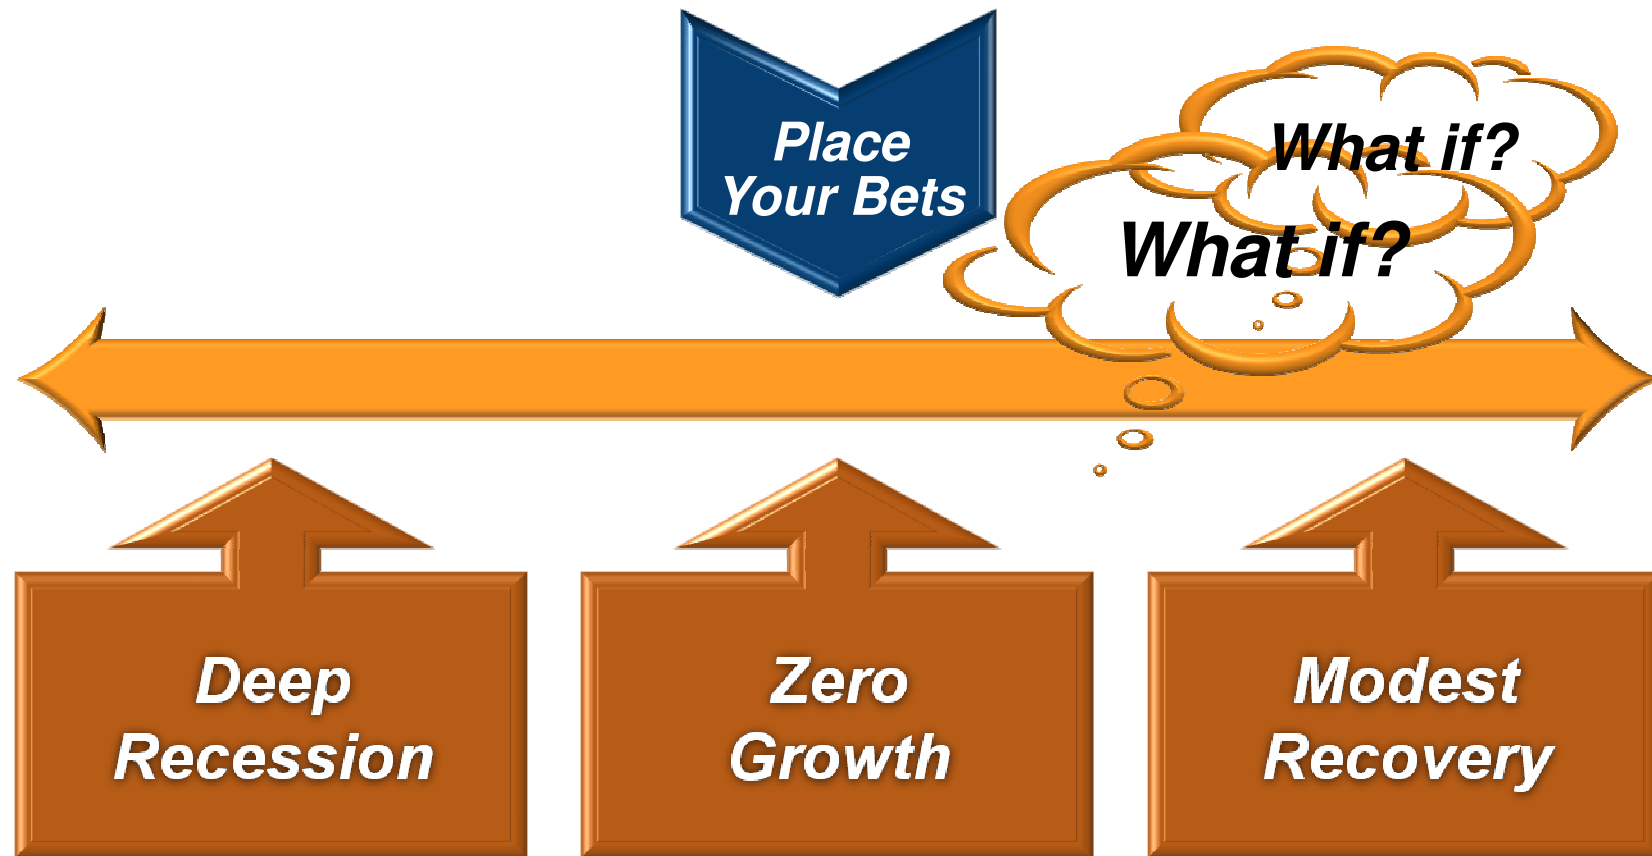 Place
Your Bets
What if?
What if?
Deep
Recession
Zero
Growth
Modest
Recovery